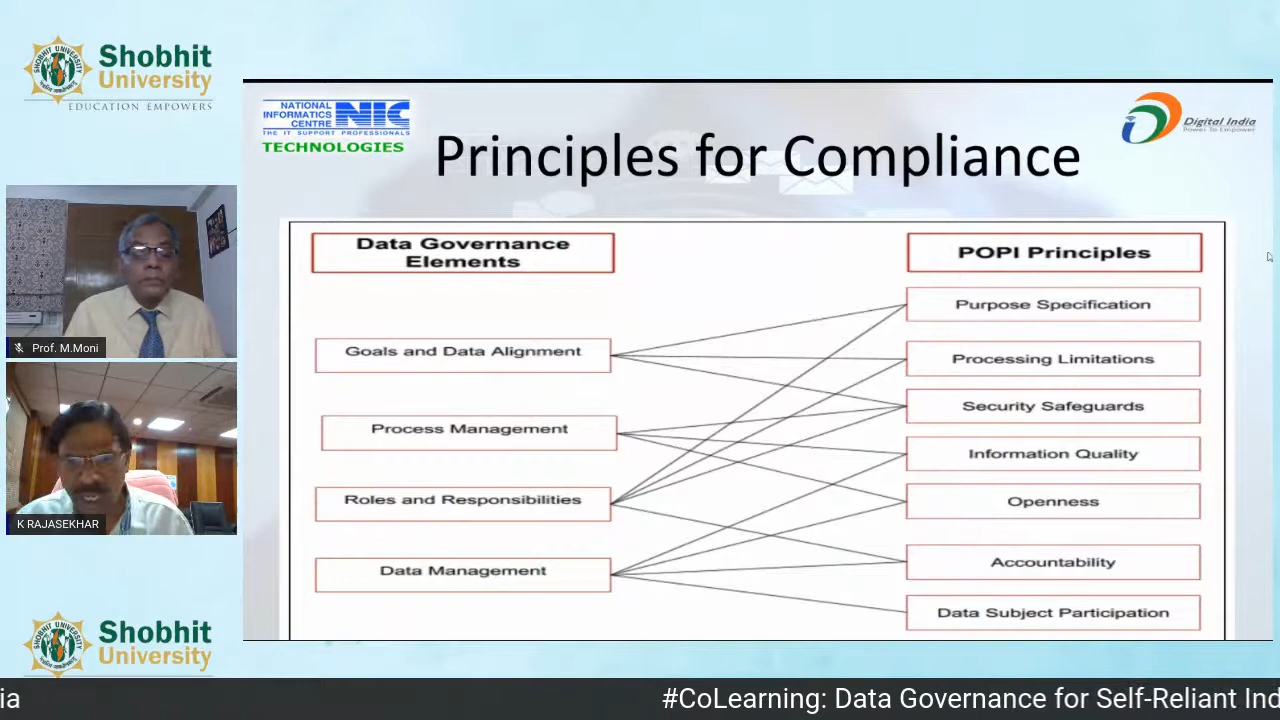 Shobhit
University
EDUCATION EMPOWERS
NATIONAL
INFORMATICS
CENTRE
NIC
THE IT SUPPORT PROFESSIONALS
TECHNOLOGIES
Digital India
Power To Empower
Principles for Compliance
Data Governance
Elements
Goals and Data Alignment
Process Management
Roles and Responsibilities
Data Management
POPI Principles
Purpose Specification
Processing Limitations
Security Safeguards
Information Quality
Openness
Accountability
Data Subject Participation
Prof. M.Moni
K RAJASEKHAR
Shobhit
University
ia
#CoLearning: Data Governance for Self-Reliant Ind